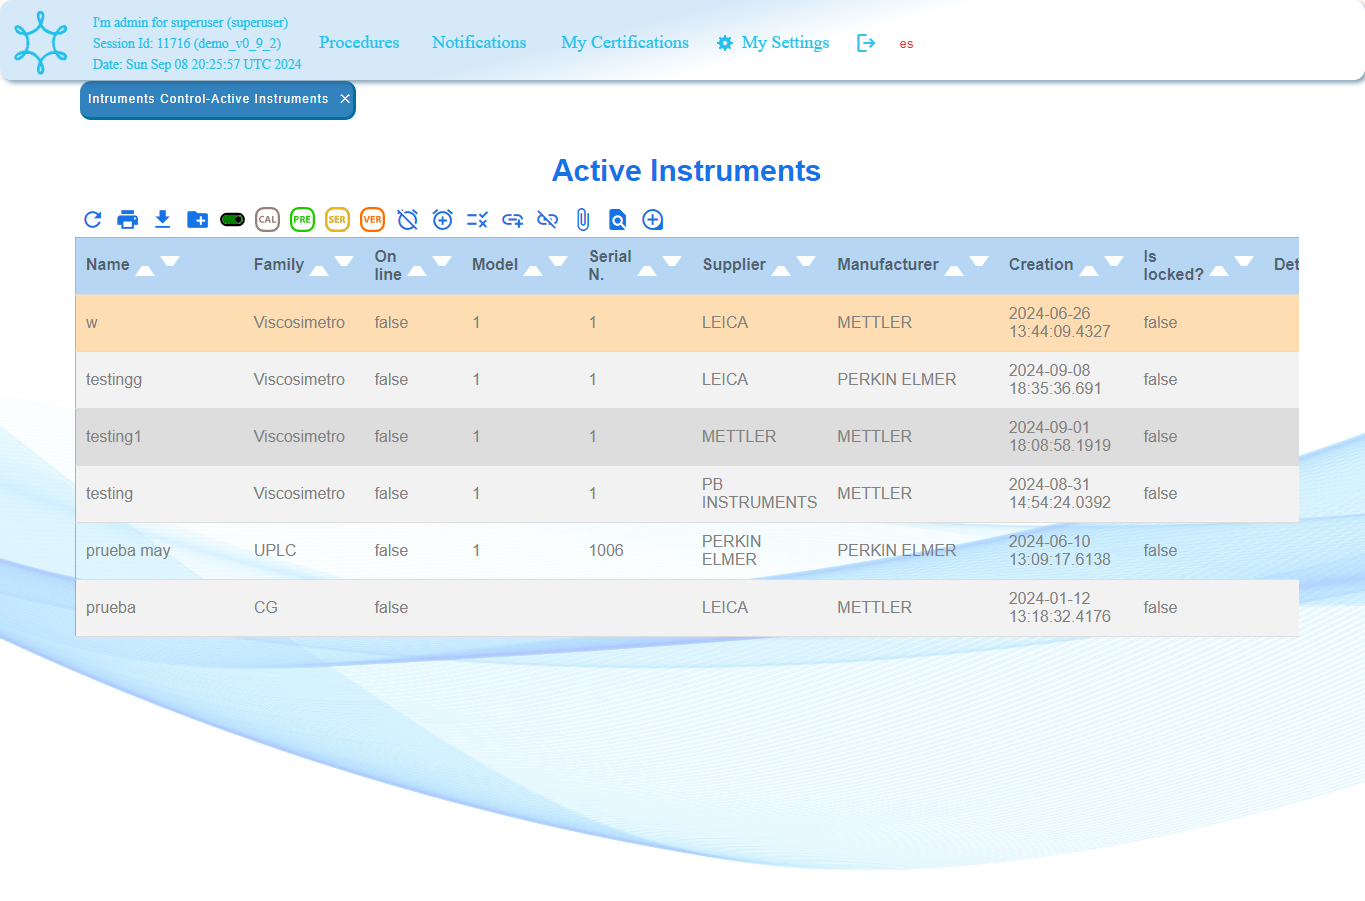 I'm admin for superuser (superuser)
Session Id: 11716 (demo_v0_9_2)
Date: Sun Sep 08 20:25:57 UTC 2024
Procedures Notifications My Certifications My Settings es
Intruments Control-Active Instruments
Active Instruments
CAL PRE SER VER
Name Family On line Model Serial N. Supplier Manufacturer Creation Is locked? Det
w Viscosimetro false 1 1 LEICA METTLER 2024-06-26 13:44:09.4327 false
testingg Viscosimetro false 1 1 LEICA PERKIN ELMER 2024-09-08 18:35:36.691 false
testing1 Viscosimetro false 1 1 METTLER METTLER 2024-09-01 18:08:58.1919 false
testing Viscosimetro false 1 1 PB INSTRUMENTS METTLER 2024-08-31 14:54:24.0392 false
prueba may UPLC false 1 1006 PERKIN ELMER PERKIN ELMER 2024-06-10 13:09:17.6138 false
prueba CG false LEICA METTLER 2024-01-12 13:18:32.4176 false